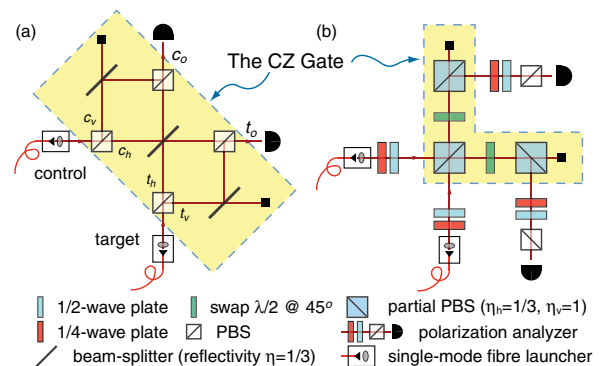 (a)
(b)
c_o
The CZ Gate
c_v
c_h
t_o
control
t_h
t_v
target
1/2-wave plate
swap λ/2 @ 45°
partial PBS (η_h=1/3, η_v=1)
1/4-wave plate
PBS
polarization analyzer
beam-splitter (reflectivity η=1/3)
single-mode fibre launcher